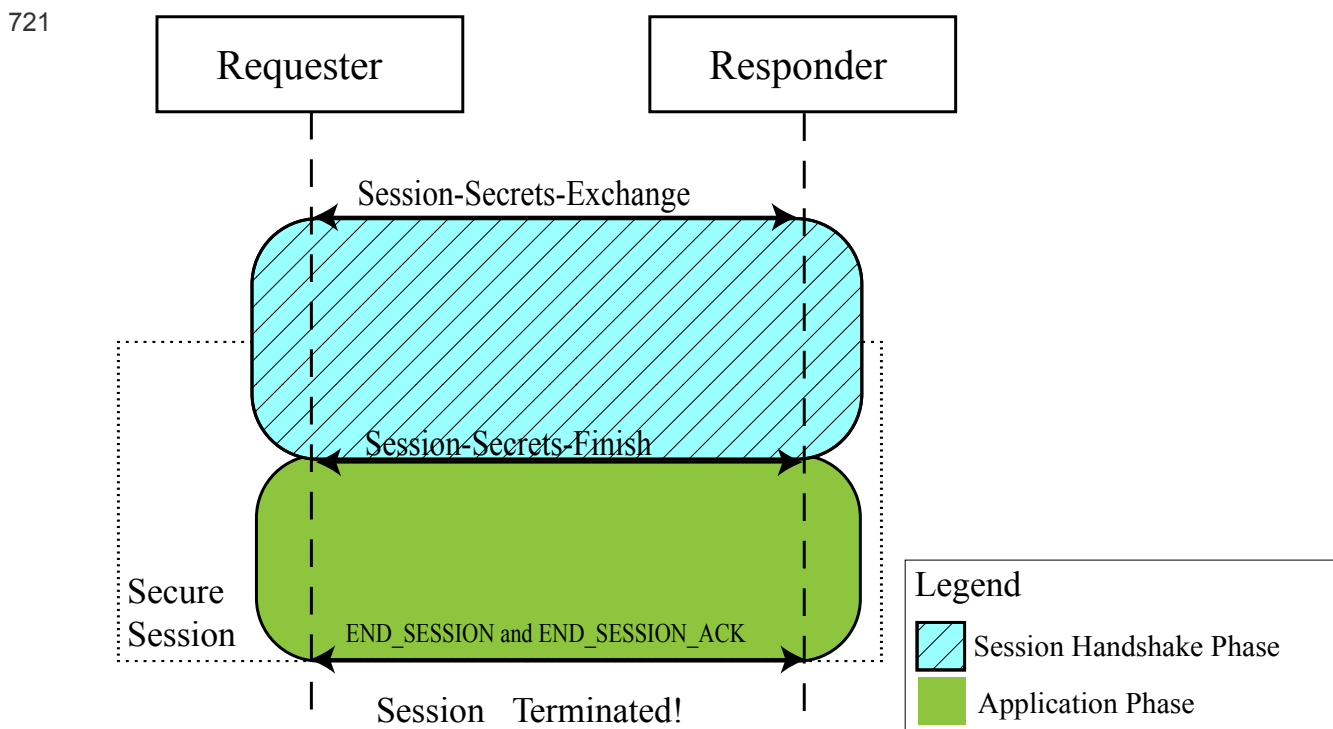 721
Requester
Responder
Session-Secrets-Exchange
Session-Secrets-Finish
Secure
Session
END_SESSION and END_SESSION_ACK
Session Terminated!
Legend
Session Handshake Phase
Application Phase